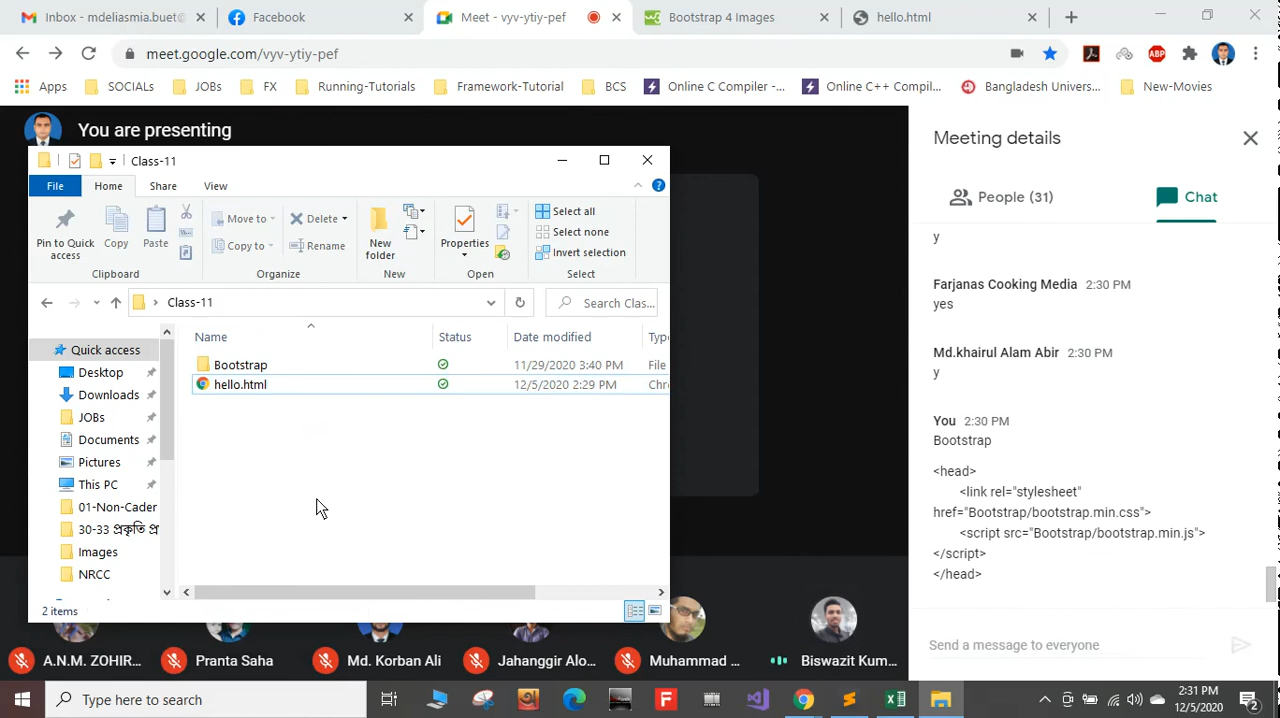 Inbox - mdeliasmia.buet@
Facebook
Meet - vyv-ytiy-pef
Bootstrap 4 Images
hello.html
meet.google.com/vyv-ytiy-pef
ABP
Apps
SOCIALs
JOBs
FX
Running-Tutorials
Framework-Tutorial
BCS
Online C Compiler -...
Online C++ Compil...
Bangladesh Univers...
New-Movies
You are presenting
Class-11
File
Home
Share
View
Pin to Quick access
Copy
Paste
Move to
Copy to
Delete
Rename
New folder
Properties
Select all
Select none
Invert selection
Clipboard
Organize
New
Open
Select
Class-11
Search Clas...
Name
Status
Date modified
Type
Quick access
Desktop
Downloads
JOBs
Documents
Pictures
This PC
01-Non-Cader
30-33 প্রকৃতি প্র
Images
NRCC
Bootstrap 11/29/2020 3:40 PM File
hello.html 12/5/2020 2:29 PM Chr
2 items
Meeting details
People (31)
Chat
y
Farjanas Cooking Media 2:30 PM
yes
Md.khairul Alam Abir 2:30 PM
y
You 2:30 PM
Bootstrap
<head>
<link rel="stylesheet"
href="Bootstrap/bootstrap.min.css">
<script src="Bootstrap/bootstrap.min.js">
</script>
</head>
Send a message to everyone
A.N.M. ZOHIR...
Pranta Saha
Md. Korban Ali
Jahanggir Alo...
Muhammad ...
Biswazit Kum...
Type here to search
F
2:31 PM
12/5/2020
2